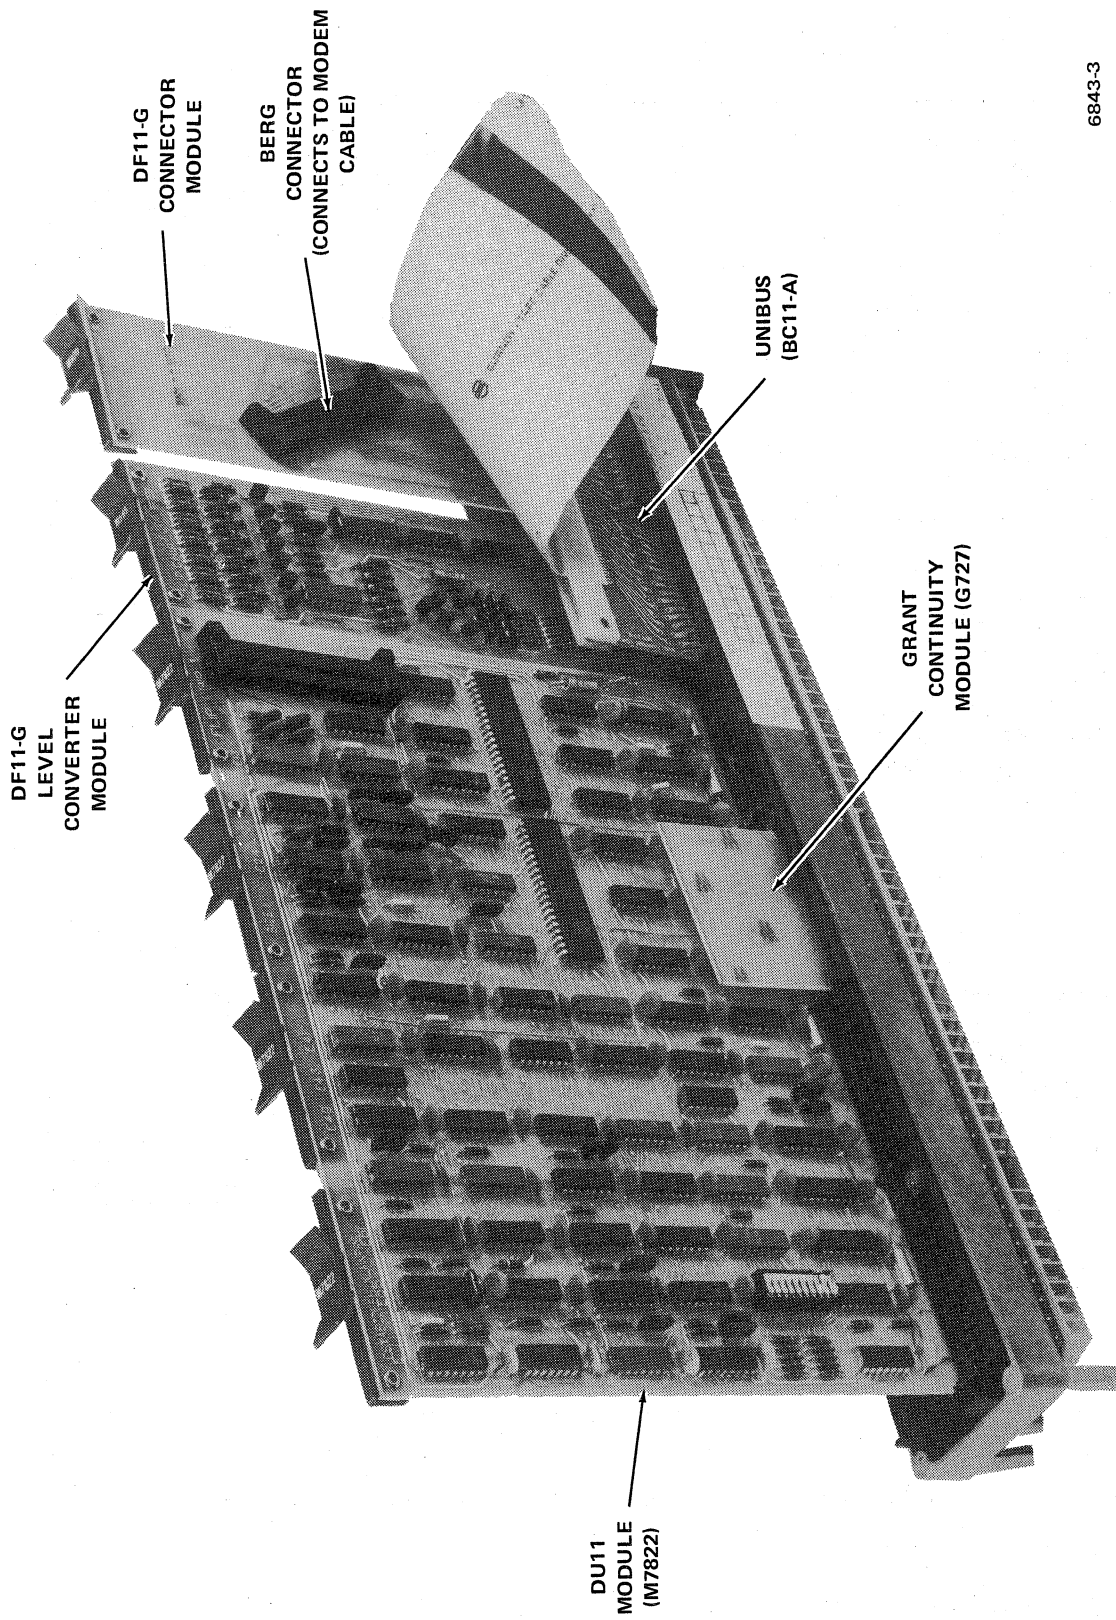 DF11-G
LEVEL
CONVERTER
MODULE
DF11-G
CONNECTOR
MODULE
BERG
CONNECTOR
(CONNECTS TO MODEM
CABLE)
UNIBUS
(BC11-A)
GRANT
CONTINUITY
MODULE (G727)
DU11
MODULE
(M7822)
6843-3